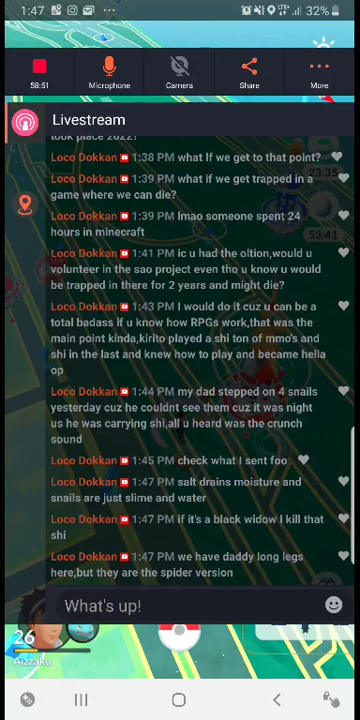 1:47
LTE+
32%
58:51
Microphone
Camera
Share
More
Livestream
took place 2022?
Loco Dokkan 1:38 PM what If we get to that point?
23:35
Loco Dokkan 1:39 PM what if we get trapped in a
game where we can die?
Loco Dokkan 1:39 PM lmao someone spent 24
hours in minecraft
53:41
Loco Dokkan 1:41 PM ic u had the oltion,would u
volunteer in the sao project even tho u know u would
be trapped in there for 2 years and might die?
Loco Dokkan 1:43 PM I would do it cuz u can be a
total badass if u know how RPGs work,that was the
main point kinda,kirito played a shi ton of mmo's and
shi in the last and knew how to play and became hella
op
Loco Dokkan 1:44 PM my dad stepped on 4 snails
yesterday cuz he couldnt see them cuz it was night
us he was carrying shi,all u heard was the crunch
sound
Loco Dokkan 1:45 PM check what I sent foo
Loco Dokkan 1:47 PM salt drains moisture and
snails are just slime and water
Loco Dokkan 1:47 PM if it's a black widow I kill that
shi
Loco Dokkan 1:47 PM we have daddy long legs
here,but they are the spider version
What's up!
26
Aizzaku